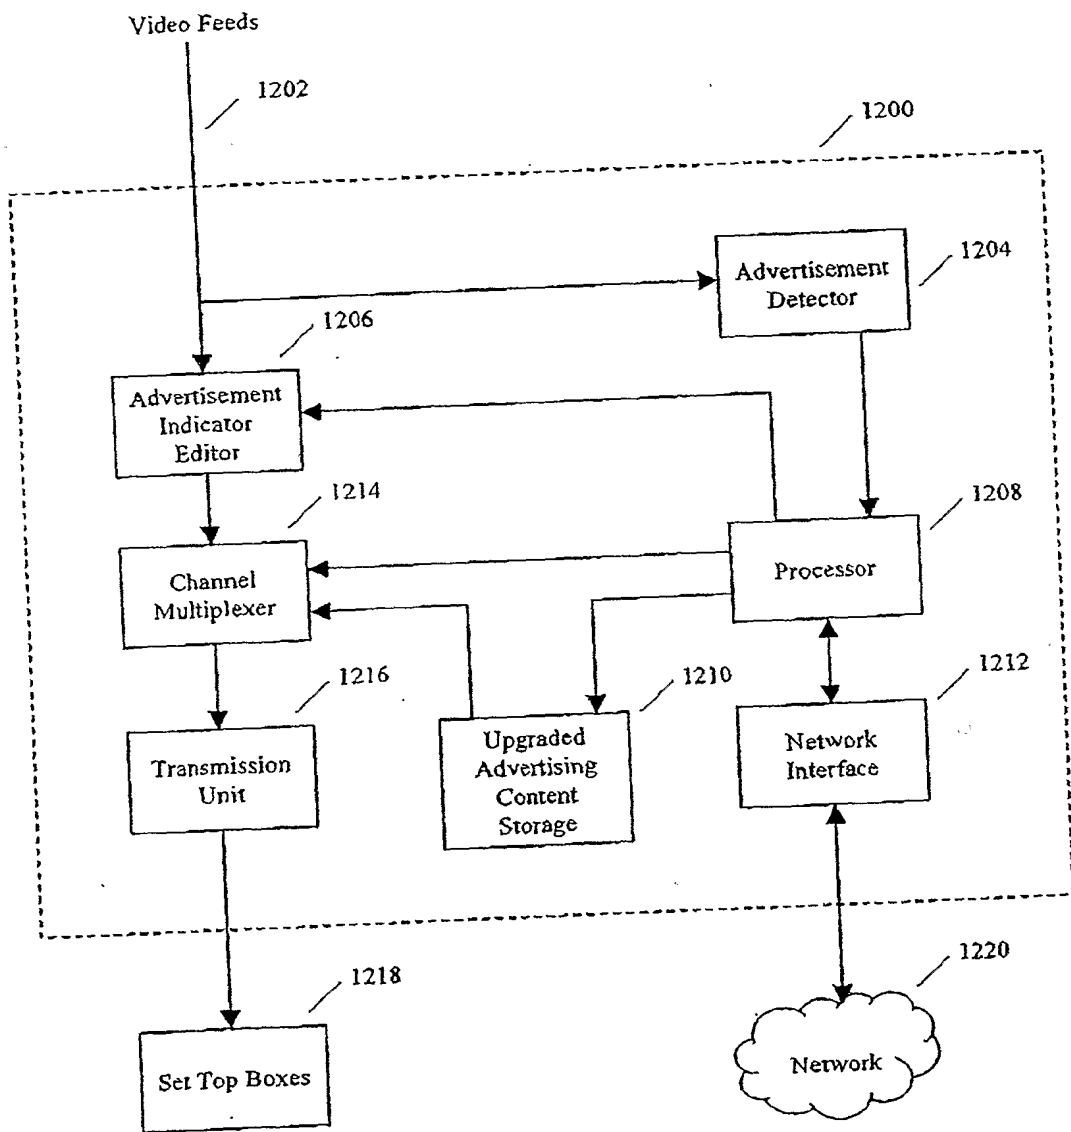 Video Feeds
1202
1200
Advertisement
Detector
1204
1206
Advertisement
Indicator
Editor
1214
1208
Channel
Multiplexer
Processor
1216
1210
1212
Transmission
Unit
Upgraded
Advertising
Content
Storage
Network
Interface
1218
1220
Set Top Boxes
Network